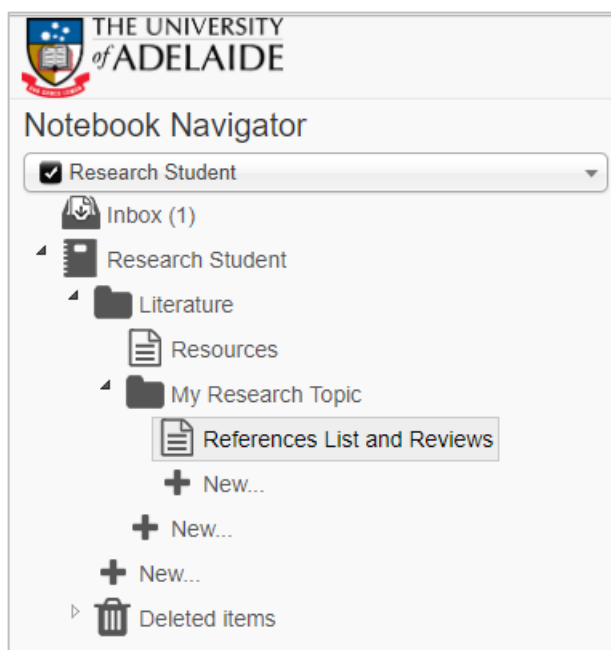 THE UNIVERSITY
of ADELAIDE
Notebook Navigator
Research Student
Inbox (1)
Research Student
Literature
Resources
My Research Topic
References List and Reviews
New...
New...
New...
Deleted items